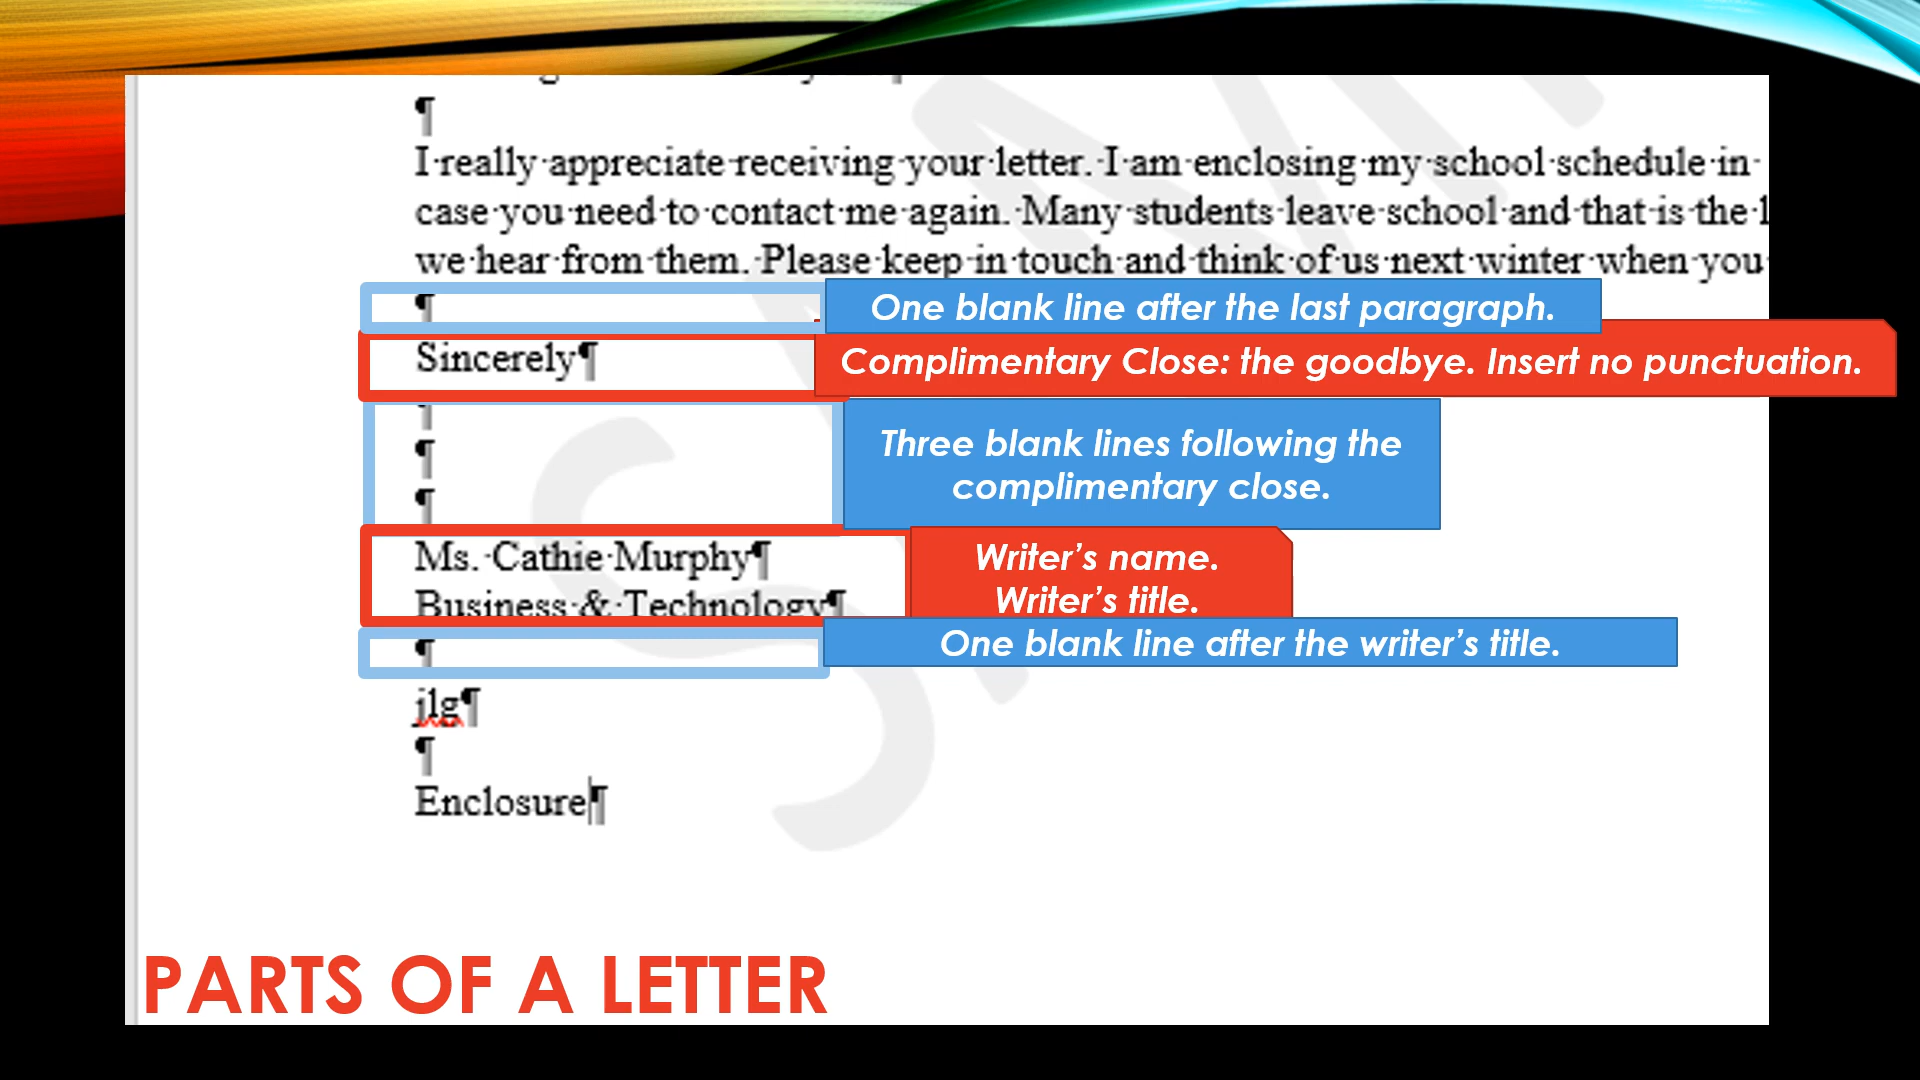 ¶
I·really·appreciate·receiving·your·letter.·I·am·enclosing·my·school·schedule·in·
case·you·need·to·contact·me·again.·Many·students·leave·school·and·that·is·the·l
we·hear·from·them.·Please·keep·in·touch·and·think·of·us·next·winter·when·you·
¶
One blank line after the last paragraph.
Sincerely¶
Complimentary Close: the goodbye. Insert no punctuation.
¶
¶
¶
Three blank lines following the
complimentary close.
Ms.·Cathie·Murphy¶
Business·&·Technology¶
Writer’s name.
Writer’s title.
¶
One blank line after the writer’s title.
jlg¶
¶
Enclosure¶
PARTS OF A LETTER